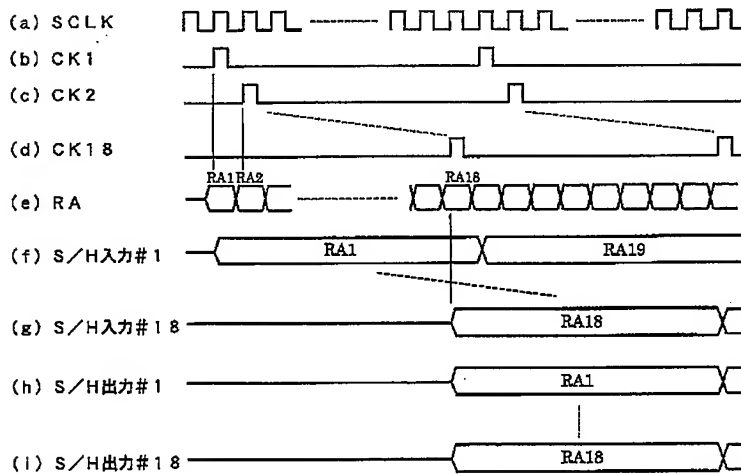 (a) SCLK
(b) CK1
(c) CK2
(d) CK18
RA1 RA2 RA18
(e) RA
(f) S/H入力#1 RA1 RA19
(g) S/H入力#18 RA18
(h) S/H出力#1 RA1
(i) S/H出力#18 RA18